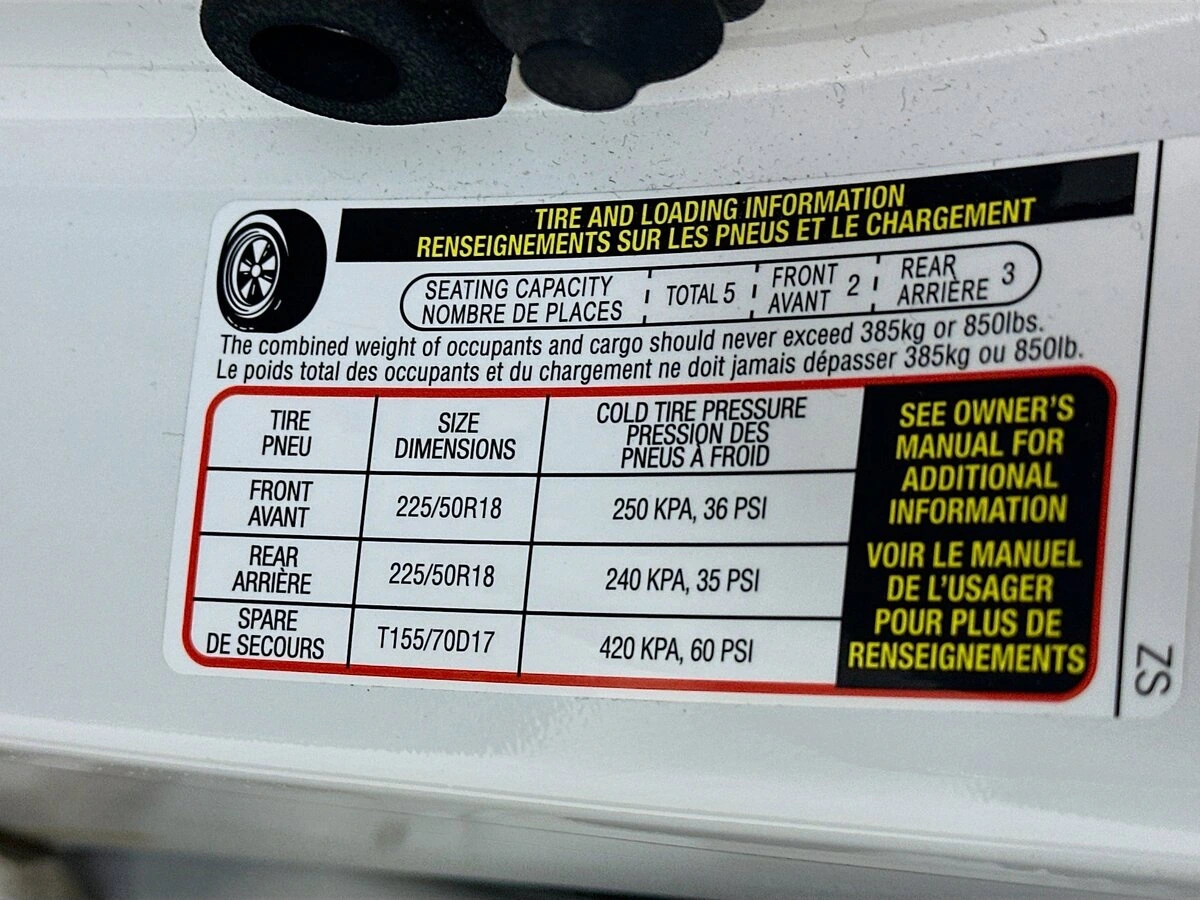 TIRE AND LOADING INFORMATION
RENSEIGNEMENTS SUR LES PNEUS ET LE CHARGEMENT
SEATING CAPACITY
NOMBRE DE PLACES
TOTAL 5
FRONT
AVANT
2
REAR
ARRIÈRE
3
The combined weight of occupants and cargo should never exceed 385kg or 850lbs.
Le poids total des occupants et du chargement ne doit jamais dépasser 385kg ou 850lb.
TIRE
PNEU
SIZE
DIMENSIONS
COLD TIRE PRESSURE
PRESSION DES
PNEUS À FROID
FRONT
AVANT
225/50R18
250 KPA, 36 PSI
REAR
ARRIÈRE
225/50R18
240 KPA, 35 PSI
SPARE
DE SECOURS
T155/70D17
420 KPA, 60 PSI
SEE OWNER'S
MANUAL FOR
ADDITIONAL
INFORMATION
VOIR LE MANUEL
DE L'USAGER
POUR PLUS DE
RENSEIGNEMENTS
ZS